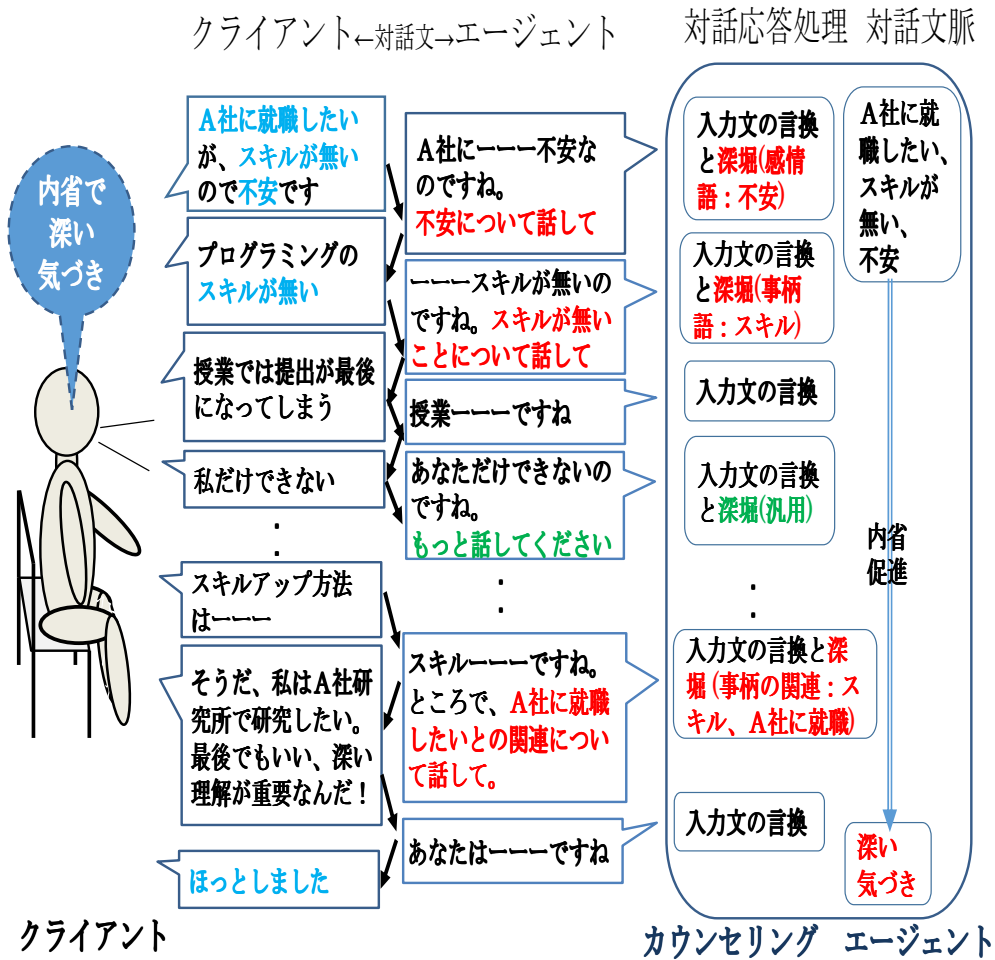 クライアント←対話文→エージェント
対話応答処理 対話文脈
内省で
深い
気づき
A社に就職したい
が、スキルが無い
ので不安です
A社にーーー不安な
のですね。
不安について話して
入力文の言換
と深堀(感情
語：不安)
A社に就
職したい、
スキルが
無い、
不安
プログラミングの
スキルが無い
ーーースキルが無いの
ですね。スキルが無い
ことについて話して
入力文の言換
と深堀(事柄
語：スキル)
授業では提出が最後
になってしまう
授業ーーーですね
入力文の言換
私だけできない
あなただけできないの
ですね。
もっと話してください
入力文の言換
と深堀(汎用)
内省
促進
スキルアップ方法
はーーー
スキルーーーですね。
ところで、A社に就職
したいとの関連につい
て話して。
入力文の言換と深
堀(事柄の関連：ス
キル、A社に就職)
そうだ、私はA社研
究所で研究したい。
最後でもいい、深い
理解が重要なんだ！
あなたはーーーですね
入力文の言換
深い
気づき
ほっとしました
クライアント
カウンセリング エージェント